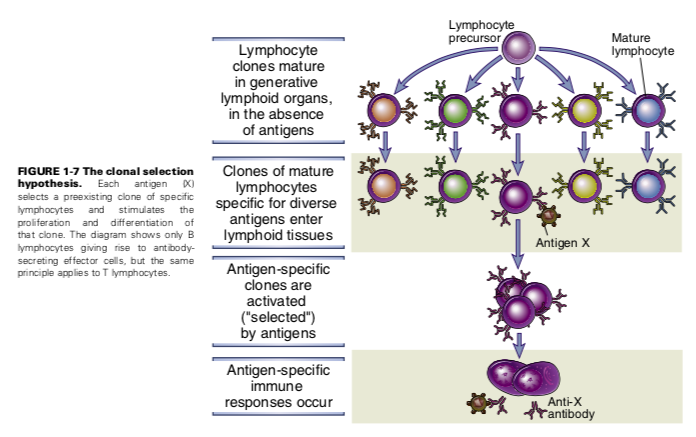 Lymphocyte
precursor
Mature
lymphocyte
Lymphocyte
clones mature
in generative
lymphoid organs,
in the absence
of antigens
FIGURE 1-7 The clonal selection
hypothesis. Each antigen (X)
selects a preexisting clone of specific
lymphocytes and stimulates the
proliferation and differentiation of
that clone. The diagram shows only B
lymphocytes giving rise to antibody-
secreting effector cells, but the same
principle applies to T lymphocytes.
Clones of mature
lymphocytes
specific for diverse
antigens enter
lymphoid tissues
Antigen X
Antigen-specific
clones are
activated
("selected")
by antigens
Antigen-specific
immune
responses occur
Anti-X
antibody